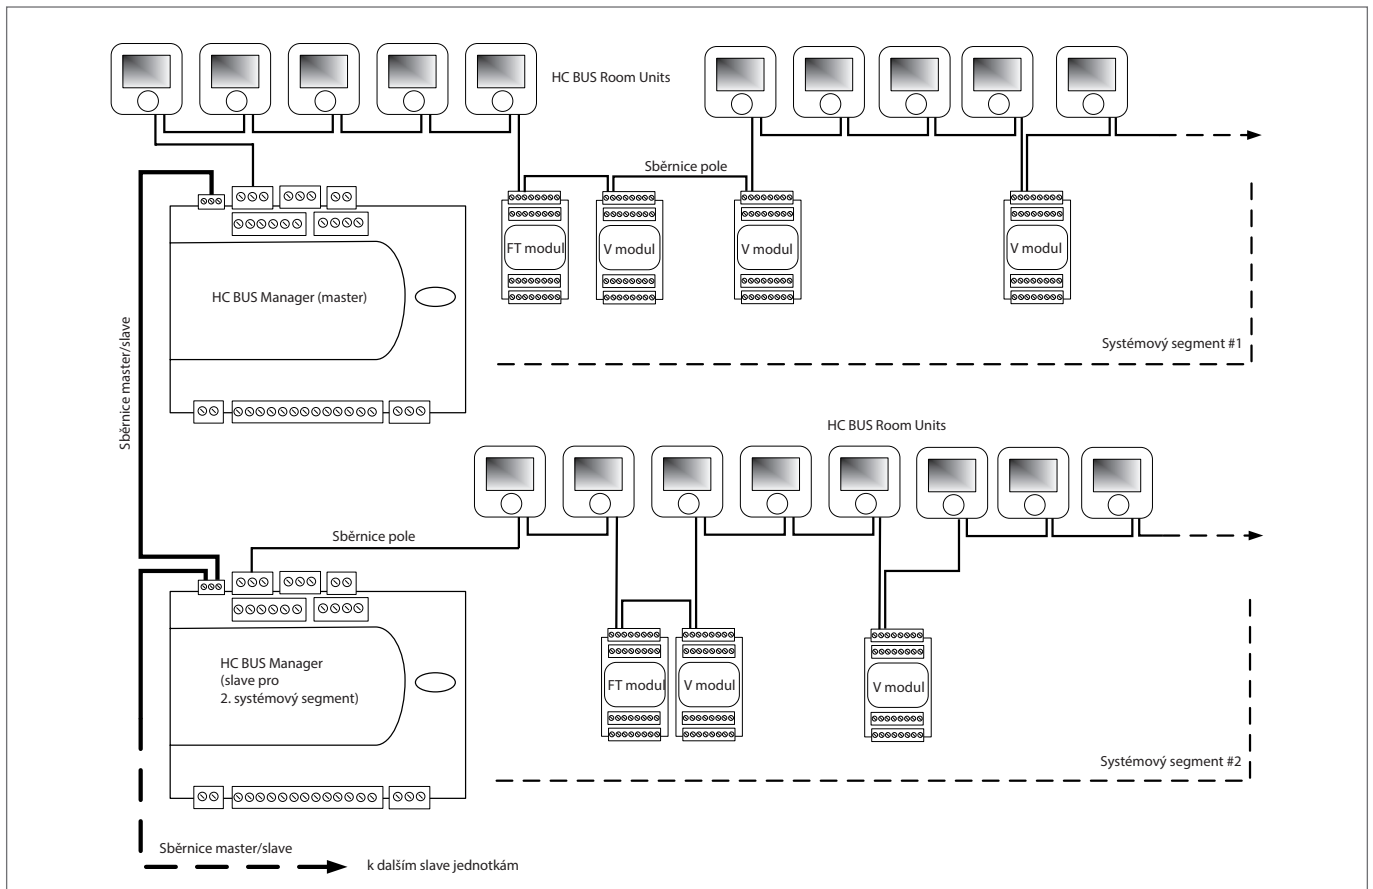 HC BUS Room Units
Sběrnice pole
FT modul
V modul
V modul
V modul
HC BUS Manager (master)
Sběrnice master/slave
Systémový segment #1
HC BUS Room Units
Sběrnice pole
HC BUS Manager
(slave pro
2. systémový segment)
FT modul
V modul
V modul
Systémový segment #2
Sběrnice master/slave
k dalším slave jednotkám